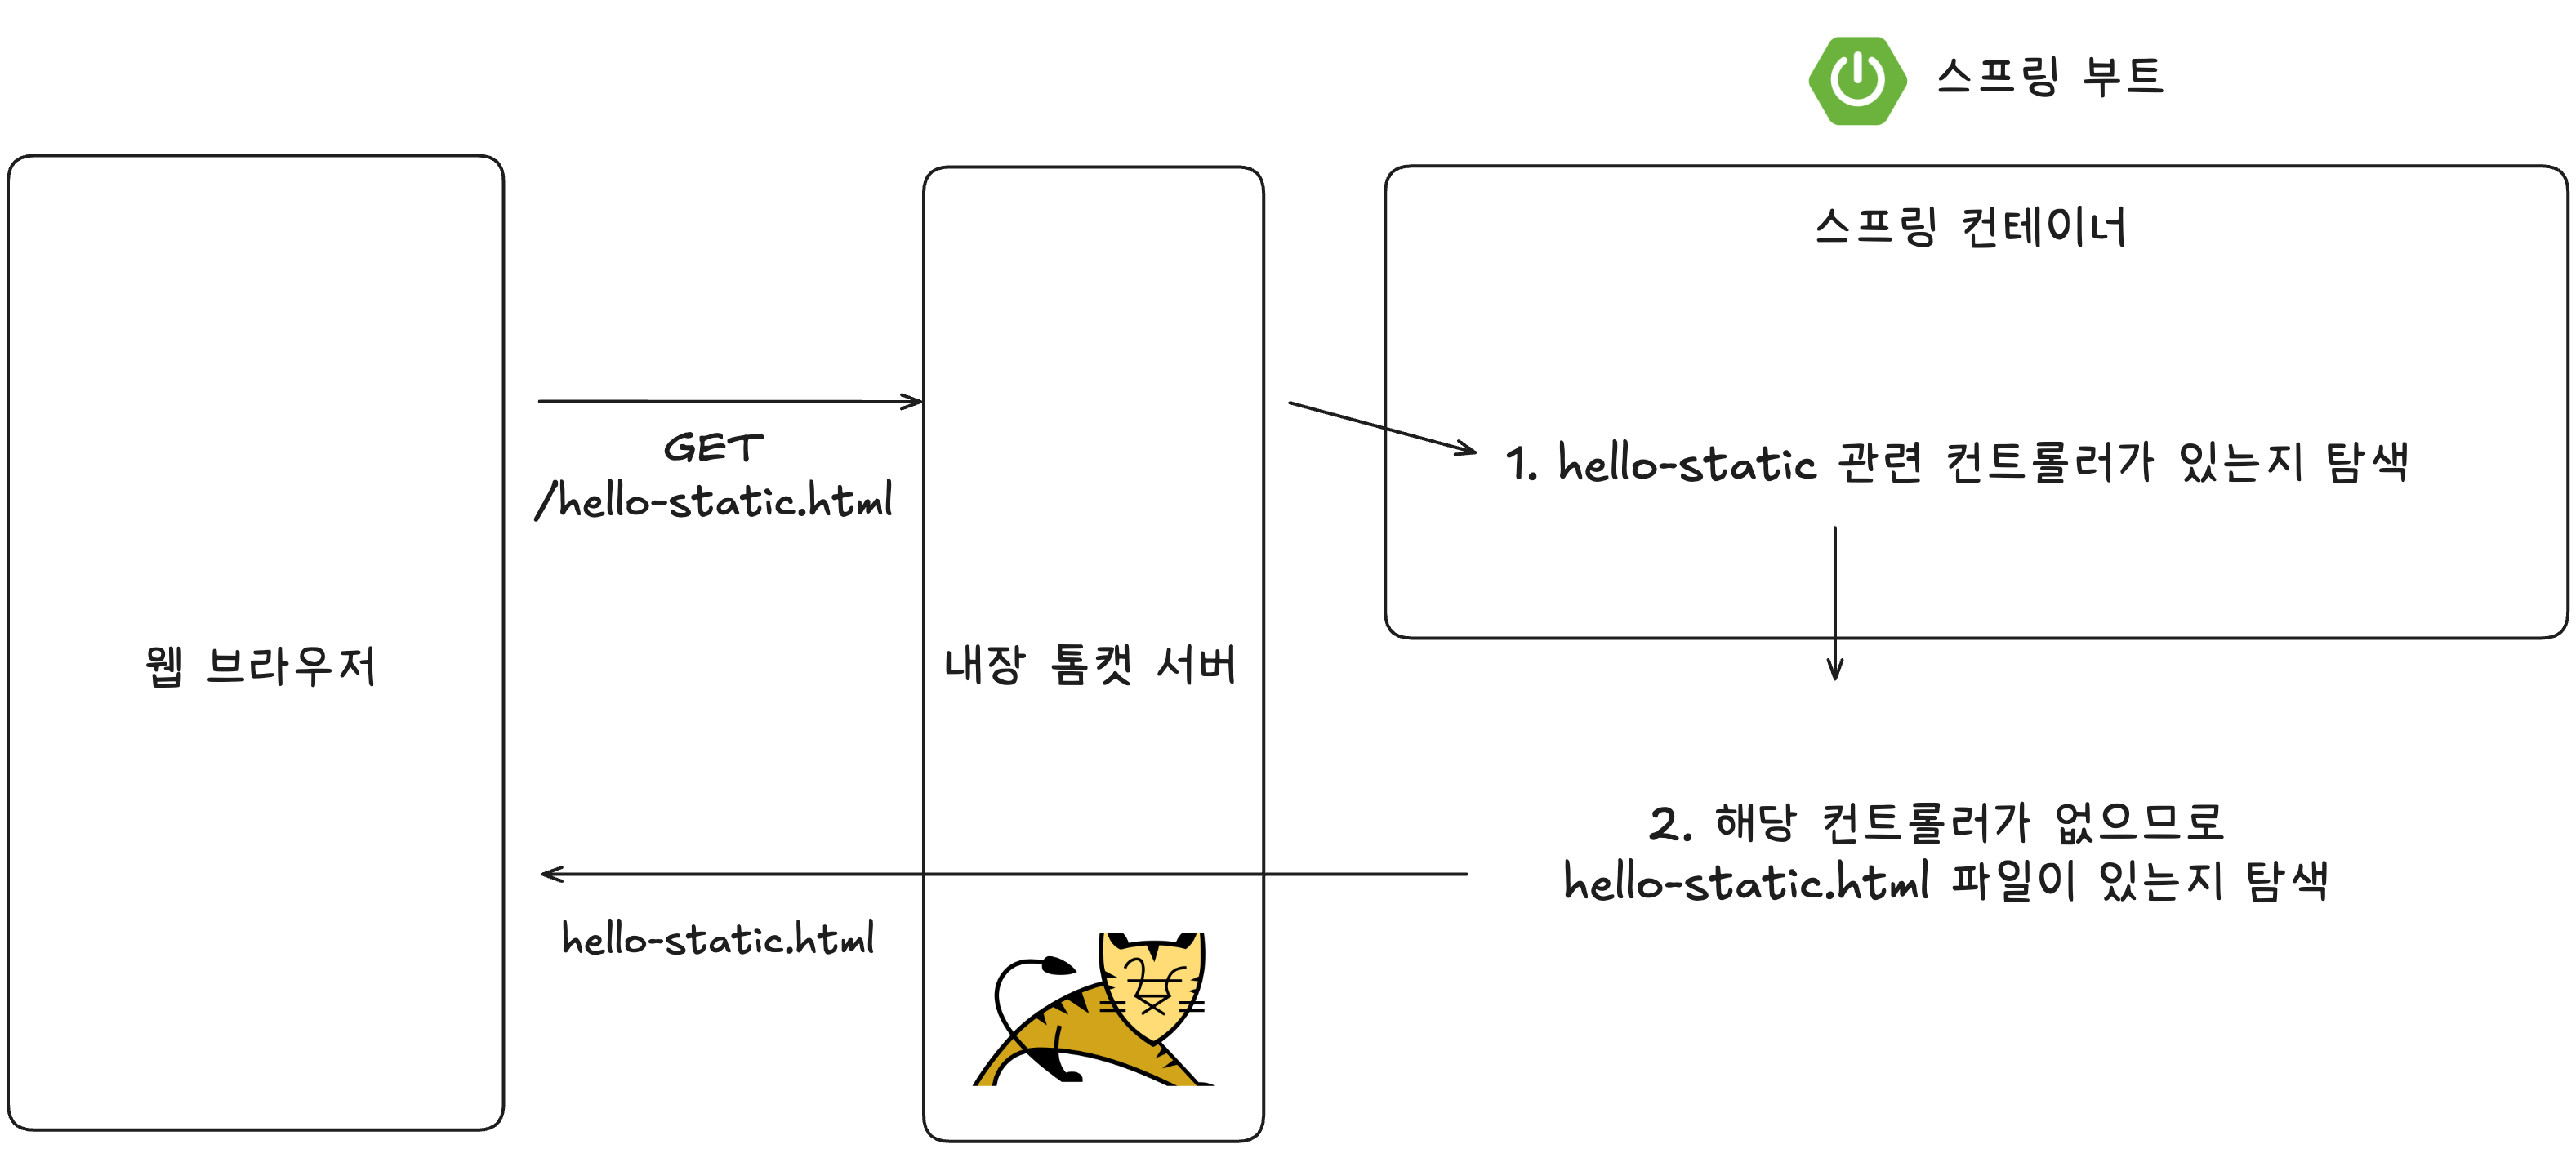 스프링 부트
스프링 컨테이너
GET
/hello-static.html
1. hello-static 관련 컨트롤러가 있는지 탐색
웹 브라우저
내장 톰캣 서버
2. 해당 컨트롤러가 없으므로
hello-static.html 파일이 있는지 탐색
hello-static.html